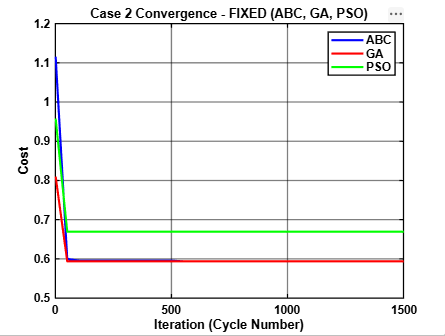 Case 2 Convergence - FIXED (ABC, GA, PSO)
1.2
1.1
1
0.9
0.8
0.7
0.6
0.5
Cost
ABC
GA
PSO
0
500
1000
1500
Iteration (Cycle Number)